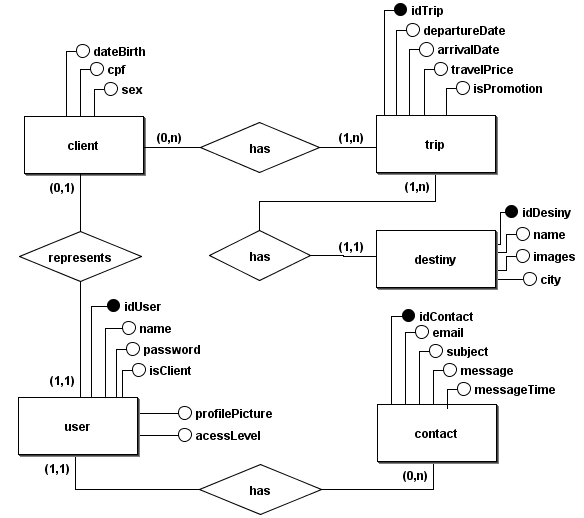 idTrip
departureDate
arrivalDate
travelPrice
isPromotion
dateBirth
cpf
sex
client
(0,n)
has
(1,n)
trip
(0,1)
(1,n)
represents
has
(1,1)
destiny
idDesiny
name
images
city
idUser
name
password
isClient
(1,1)
user
profilePicture
acessLevel
idContact
email
subject
message
messageTime
contact
(1,1)
has
(0,n)